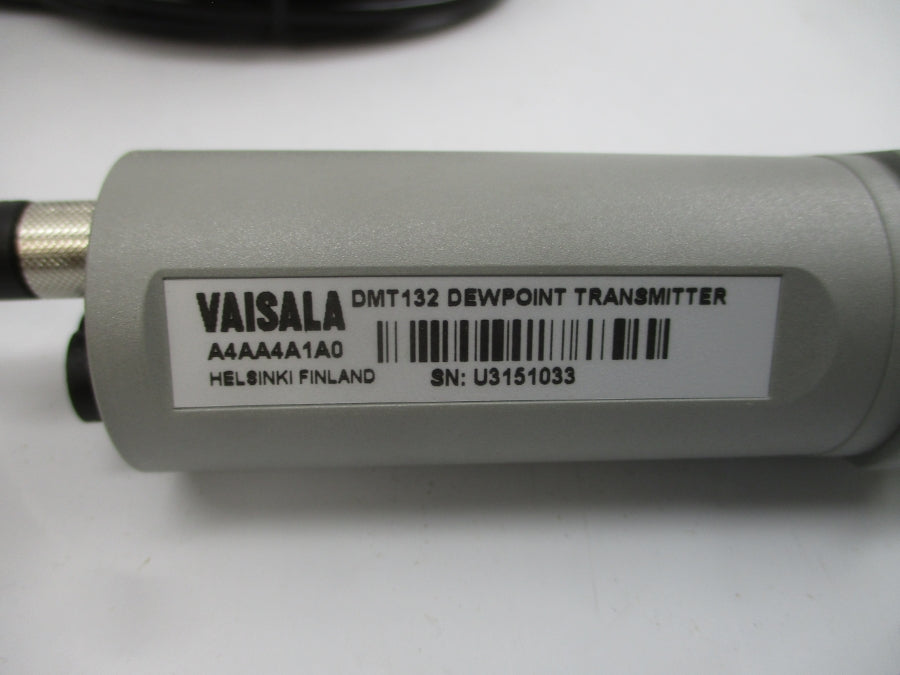 VAISALA DMT132 DEWPOINT TRANSMITTER
A4AA4A1A0
HELSINKI FINLAND SN: U3151033